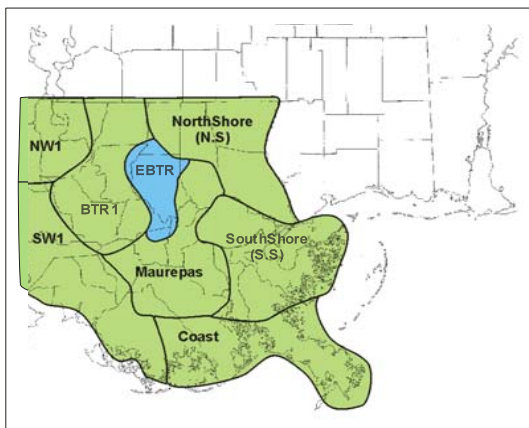 NorthShore
(N.S)
NW1
EBTR
BTR 1
SW1
SouthShore
(S.S)
Maurepas
Coast